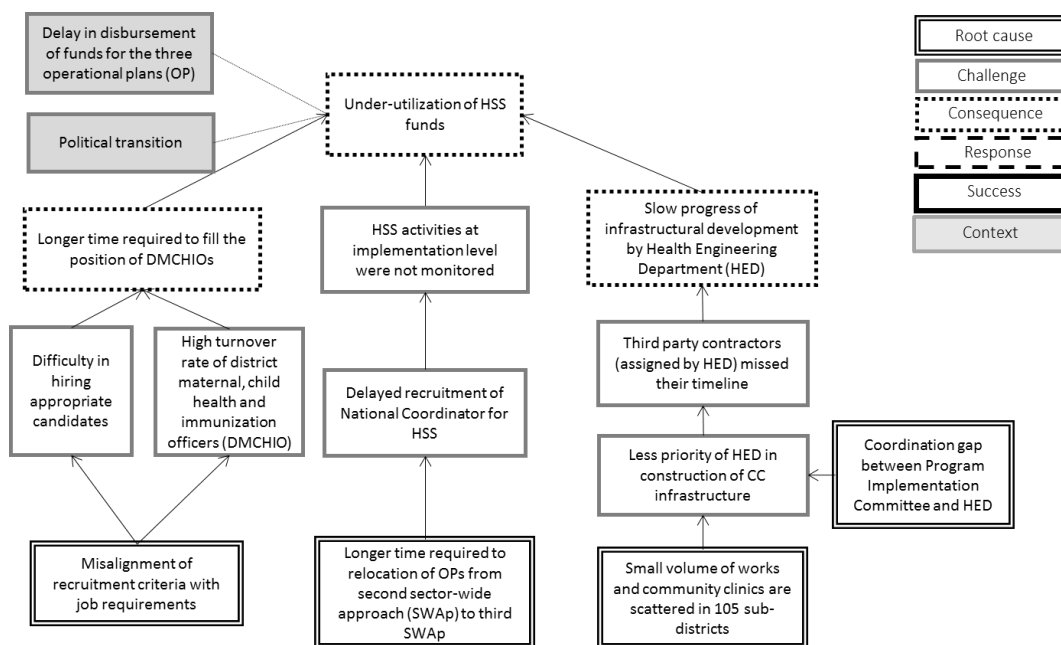 Delay in disbursement
of funds for the three
operational plans (OP)
Political transition
Under-utilization of HSS
funds
Root cause
Challenge
Consequence
Response
Success
Context
Longer time required to fill the
position of DMCHIOs
HSS activities at
implementation level
were not monitored
Slow progress of
infrastructural development
by Health Engineering
Department (HED)
Difficulty in
hiring
appropriate
candidates
High turnover
rate of district
maternal, child
health and
immunization
officers (DMCHIO)
Delayed recruitment of
National Coordinator for
HSS
Third party contractors
(assigned by HED) missed
their timeline
Less priority of HED in
construction of CC
infrastructure
Coordination gap
between Program
Implementation
Committee and HED
Misalignment of
recruitment criteria with
job requirements
Longer time required to
relocation of OPs from
second sector-wide
approach (SWAp) to third
SWAp
Small volume of works
and community clinics are
scattered in 105 sub-
districts